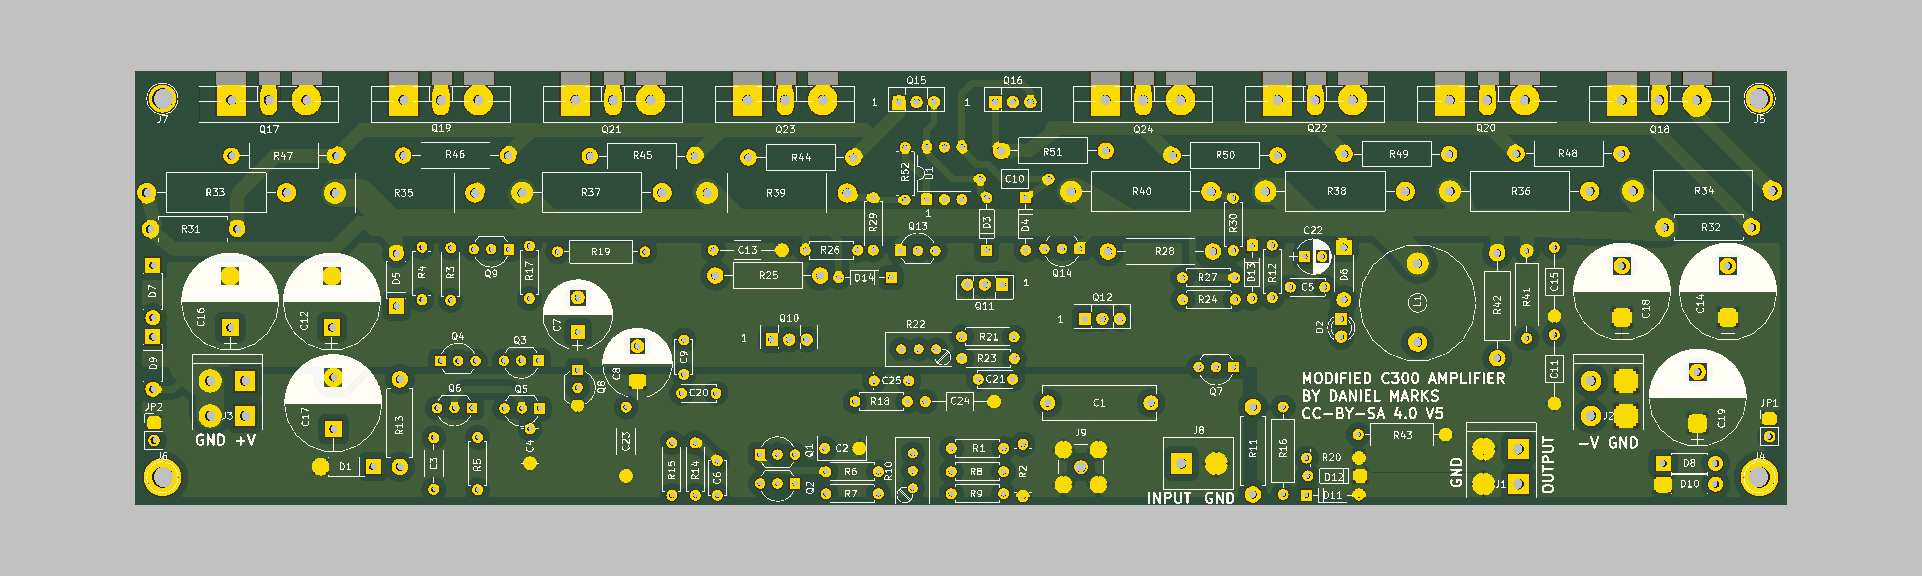 Q15 Q16
1 1
J7 Q17 Q19 Q21 Q23 Q24 Q22 Q20 Q18 J5
R47 R46 R45 R44 R51 R50 R49 R48
R52 D1 C10
R33 R35 R37 R39 R40 R38 R36 R34
1
R31 R29 Q13 D3 D4 R30 R32
C22
Q9 R19 C13 R26 Q14 R28
D5 R4 R3 R17 R25 D14 R27 D13 R12 D6
D7 Q11 1 R24 C5 C15
C16 C12 C7 Q12 L1 R42 R41 C18 C14
1
Q10 R22 D2
1
Q4 Q3 R21
D9 C9 R23 C11
C8 C25 C21 Q7
Q6 Q5 Q8 C20 MODIFIED C300 AMPLIFIER
BY DANIEL MARKS
R18 C24 C1 CC-BY-SA 4.0 V5
JP2 J3 C17 R13 J2 C19 JP1
GND +V C4 C23 J9 J8 R43 -V GND
J6 D1 C3 R5 R15 R14 C6 Q1 C2 R10 R1 R2 R11 R16 R20 GND OUTPUT J4
R6 R8 D12 D8
Q2 R7 R9 D11 J1 D10
INPUT GND